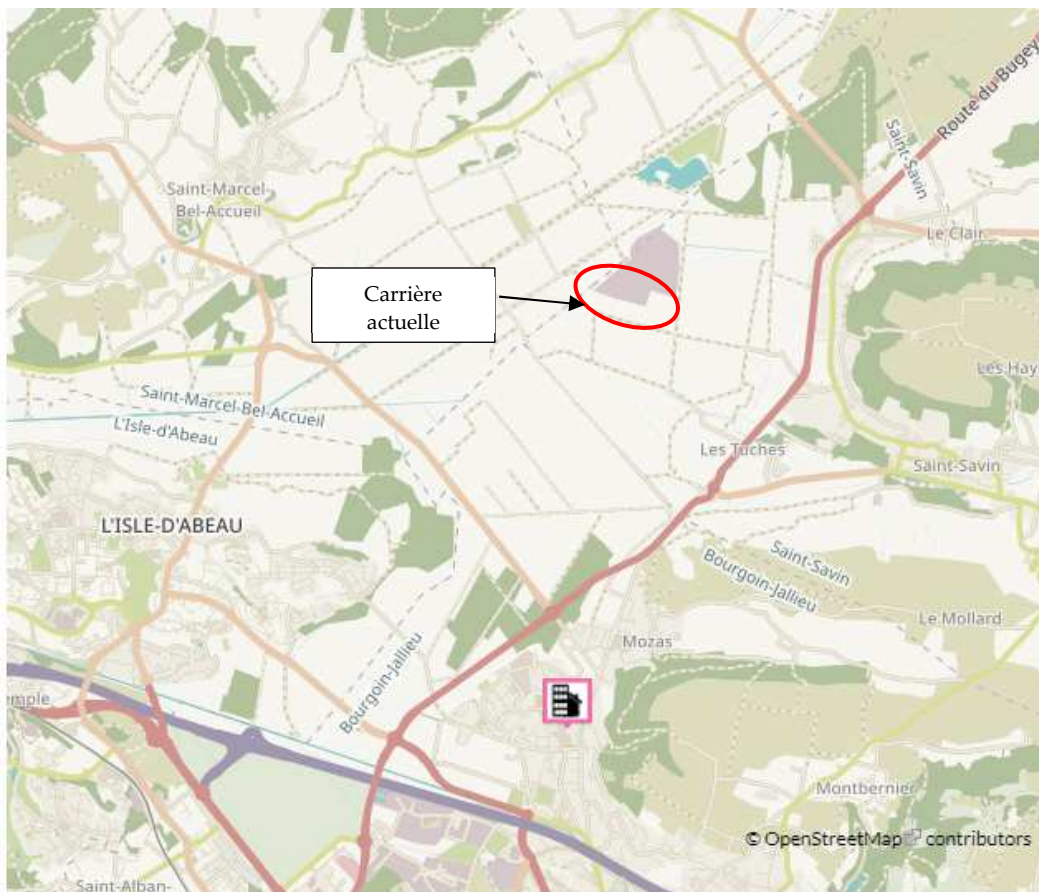 Route du Bugey
Saint-Savin
Saint-Marcel-
Bel-Accueil
Le Clair
Carrière
actuelle
Les Hay
Saint-Marcel-Bel-Accueil
L'Isle-d'Abeau
Les Tuches
Saint-Savin
L'ISLE-D'ABEAU
Saint-Savin
Bourgoin-Jallieu
Le Mollard
Mozas
Bourgoin-Jallieu
emple
Montbernier
© OpenStreetMap contributors
Saint-Alban-